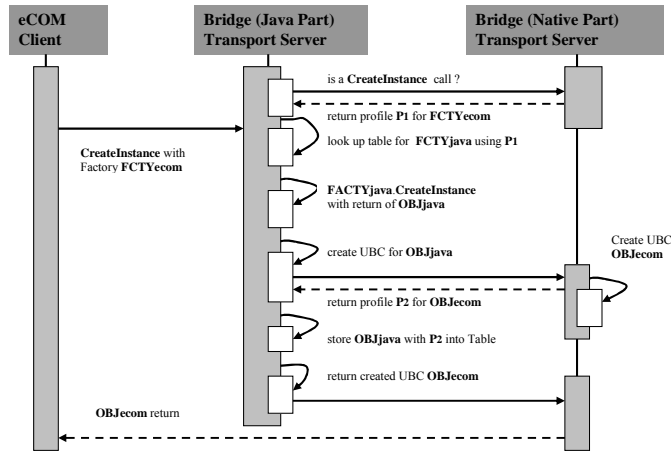 eCOM
Client
Bridge (Java Part)
Transport Server
Bridge (Native Part)
Transport Server
is a CreateInstance call ?
return profile P1 for FCTYecom
look up table for FCTYjava using P1
CreateInstance with
Factory FCTYecom
FACTYjava.CreateInstance
with return of OBJjava
Create UBC
OBJecom
create UBC for OBJjava
return profile P2 for OBJecom
store OBJjava with P2 into Table
return created UBC OBJecom
OBJecom return